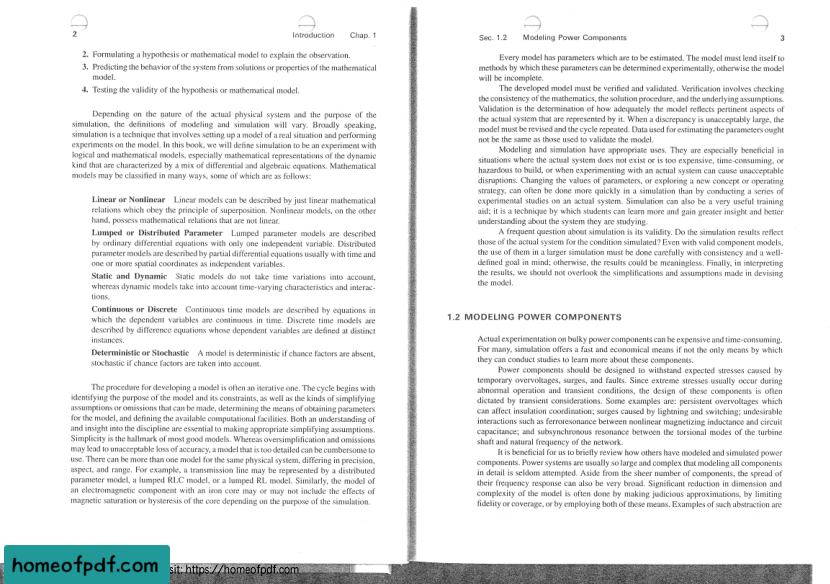 2
Introduction Chap. 1
2. Formulating a hypothesis or mathematical model to explain the observation.
3. Predicting the behavior of the system from solutions or properties of the mathematical
model.
4. Testing the validity of the hypothesis or mathematical model.
Depending on the nature of the actual physical system and the purpose of the
simulation, the definitions of modeling and simulation will vary. Broadly speaking,
simulation is a technique that involves setting up a model of a real situation and performing
experiments on the model. In this book, we will define simulation to be an experiment with
logical and mathematical models, especially mathematical representations of the dynamic
kind that are characterized by a mix of differential and algebraic equations. Mathematical
models may be classified in many ways, some of which are as follows:
Linear or Nonlinear Linear models can be described by just linear mathematical
relations which obey the principle of superposition. Nonlinear models, on the other
hand, possess mathematical relations that are not linear.
Lumped or Distributed Parameter Lumped parameter models are described
by ordinary differential equations with only one independent variable. Distributed
parameter models are described by partial differential equations usually with time and
one or more spatial coordinates as independent variables.
Static and Dynamic Static models do not take time variations into account,
whereas dynamic models take into account time-varying characteristics and interac-
tions.
Continuous or Discrete Continuous time models are described by equations in
which the dependent variables are continuous in time. Discrete time models are
described by difference equations whose dependent variables are defined at distinct
instances.
Deterministic or Stochastic A model is deterministic if chance factors are absent,
stochastic if chance factors are taken into account.
The procedure for developing a model is often an iterative one. The cycle begins with
identifying the purpose of the model and its constraints, as well as the kinds of simplifying
assumptions or omissions that can be made, determining the means of obtaining parameters
for the model, and defining the available computational facilities. Both an understanding of
and insight into the discipline are essential to making appropriate simplifying assumptions.
Simplicity is the hallmark of most good models. Whereas oversimplification and omissions
may lead to unacceptable loss of accuracy, a model that is too detailed can be cumbersome to
use. There can be more than one model for the same physical system, differing in precision,
aspect, and range. For example, a transmission line may be represented by a distributed
parameter model, a lumped RLC model, or a lumped RL model. Similarly, the model of
an electromagnetic component with an iron core may or may not include the effects of
magnetic saturation or hysteresis of the core depending on the purpose of the simulation.
Sec. 1.2 Modeling Power Components 3
Every model has parameters which are to be estimated. The model must lend itself to
methods by which these parameters can be determined experimentally, otherwise the model
will be incomplete.
The developed model must be verified and validated. Verification involves checking
the consistency of the mathematics, the solution procedure, and the underlying assumptions.
Validation is the determination of how adequately the model reflects pertinent aspects of
the actual system that are represented by it. When a discrepancy is unacceptably large, the
model must be revised and the cycle repeated. Data used for estimating the parameters ought
not be the same as those used to validate the model.
Modeling and simulation have appropriate uses. They are especially beneficial in
situations where the actual system does not exist or is too expensive, time-consuming, or
hazardous to build, or when experimenting with an actual system can cause unacceptable
disruptions. Changing the values of parameters, or exploring a new concept or operating
strategy, can often be done more quickly in a simulation than by conducting a series of
experimental studies on an actual system. Simulation can also be a very useful training
aid; it is a technique by which students can learn more and gain greater insight and better
understanding about the system they are studying.
A frequent question about simulation is its validity. Do the simulation results reflect
those of the actual system for the condition simulated? Even with valid component models,
the use of them in a larger simulation must be done carefully with consistency and a well-
defined goal in mind; otherwise, the results could be meaningless. Finally, in interpreting
the results, we should not overlook the simplifications and assumptions made in devising
the model.
1.2 MODELING POWER COMPONENTS
Actual experimentation on bulky power components can be expensive and time-consuming.
For many, simulation offers a fast and economical means if not the only means by which
they can conduct studies to learn more about these components.
Power components should be designed to withstand expected stresses caused by
temporary overvoltages, surges, and faults. Since extreme stresses usually occur during
abnormal operation and transient conditions, the design of these components is often
dictated by transient considerations. Some examples are: persistent overvoltages which
can affect insulation coordination; surges caused by lightning and switching; undesirable
interactions such as ferroresonance between nonlinear magnetizing inductance and circuit
capacitance; and subsynchronous resonance between the torsional modes of the turbine
shaft and natural frequency of the network.
It is beneficial for us to briefly review how others have modeled and simulated power
components. Power systems are usually so large and complex that modeling all components
in detail is seldom attempted. Aside from the sheer number of components, the spread of
their frequency response can also be very broad. Significant reduction in dimension and
complexity of the model is often done by making judicious approximations, by limiting
fidelity or coverage, or by employing both of these means. Examples of such abstraction are
homeofpdf.com
sit: https://homeofpdf.com